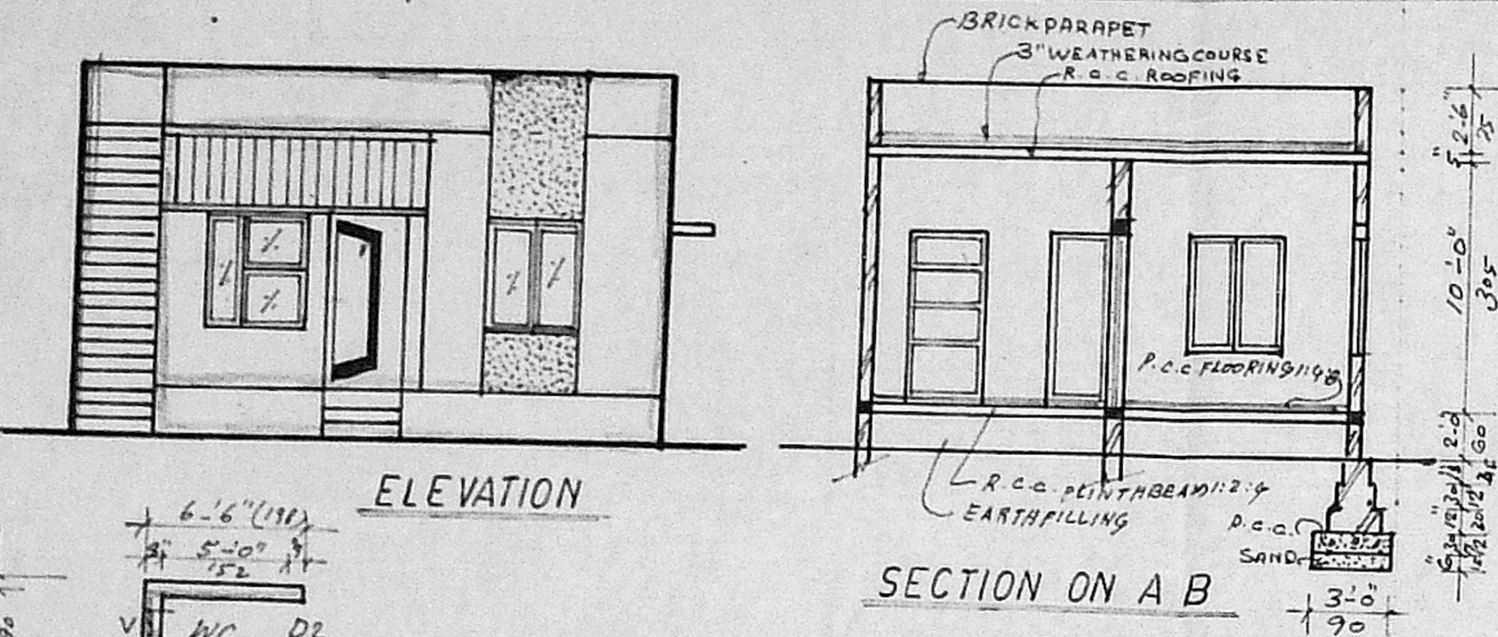 BRICK PARAPET
3" WEATHERING COURSE
R.C.C. ROOFING
5" 2'-6"
75
10'-0"
305
P.C.C FLOORING 1:4:8
2'-0
60
ELEVATION
R.C.C. PLINTH BEAM 1:2:4
EARTH FILLING
P.C.C.
SAND
SECTION ON A B
3'-0"
90
6'-6" (198)
5'-0"
152
V
WC D2